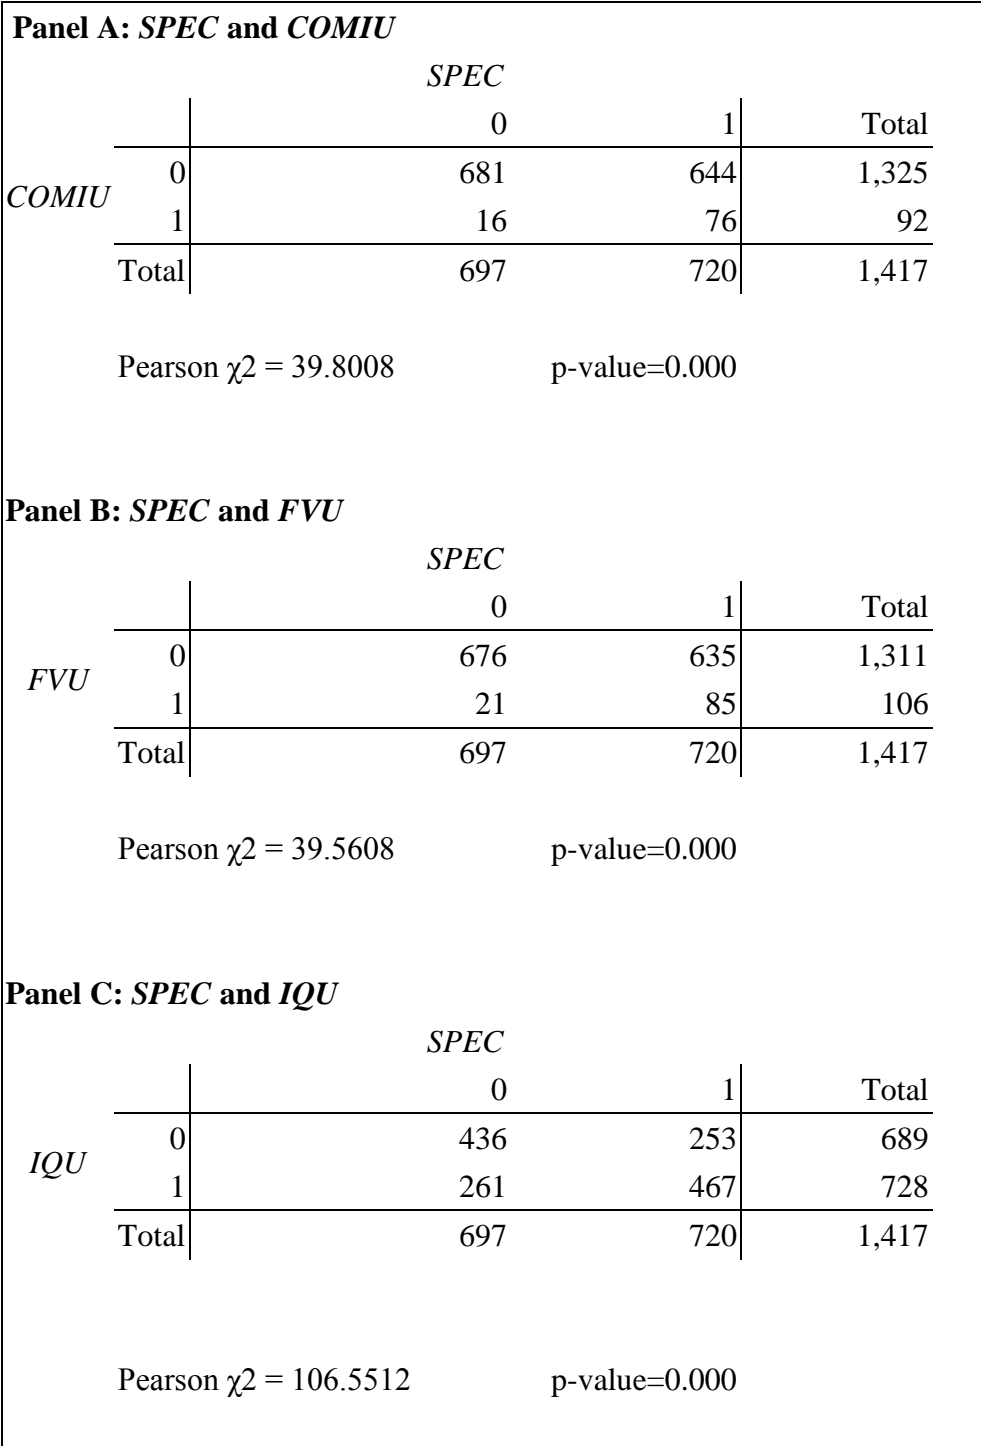 Panel A: SPEC and COMIU
SPEC
0 1 Total
COMIU
0 681 644 1,325
1 16 76 92
Total 697 720 1,417
Pearson χ2 = 39.8008 p-value=0.000
Panel B: SPEC and FVU
SPEC
0 1 Total
FVU
0 676 635 1,311
1 21 85 106
Total 697 720 1,417
Pearson χ2 = 39.5608 p-value=0.000
Panel C: SPEC and IQU
SPEC
0 1 Total
IQU
0 436 253 689
1 261 467 728
Total 697 720 1,417
Pearson χ2 = 106.5512 p-value=0.000